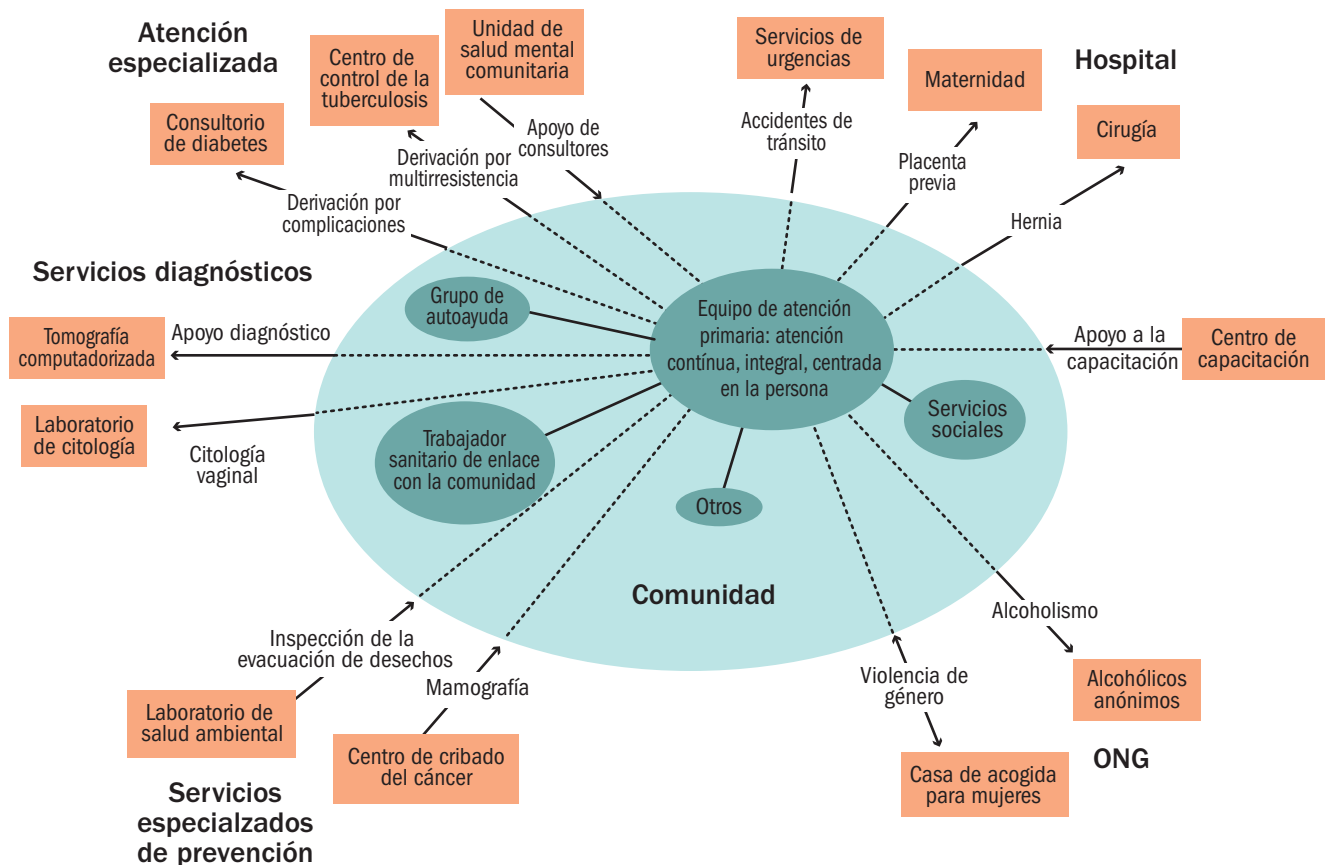 Atención
especializada
Unidad de
salud mental
comunitaria
Centro de
control de la
tuberculosis
Consultorio
de diabetes
Apoyo de
consultores
Derivación por
multirresistencia
Derivación por
complicaciones
Servicios de
urgencias
Maternidad
Hospital
Cirugía
Accidentes de
tránsito
Placenta
previa
Hernia
Servicios diagnósticos
Tomografía
computadorizada
Apoyo diagnóstico
Laboratorio
de citología
Citología
vaginal
Grupo de
autoayuda
Equipo de atención
primaria: atención
contínua, integral, centrada
en la persona
Apoyo a la
capacitación
Centro de
capacitación
Trabajador
sanitario de enlace
con la comunidad
Servicios
sociales
Otros
Comunidad
Inspección de la
evacuación de desechos
Mamografía
Laboratorio de
salud ambiental
Centro de cribado
del cáncer
Servicios
especialzados
de prevención
Alcoholismo
Violencia de
género
Alcohólicos
anónimos
ONG
Casa de acogida
para mujeres